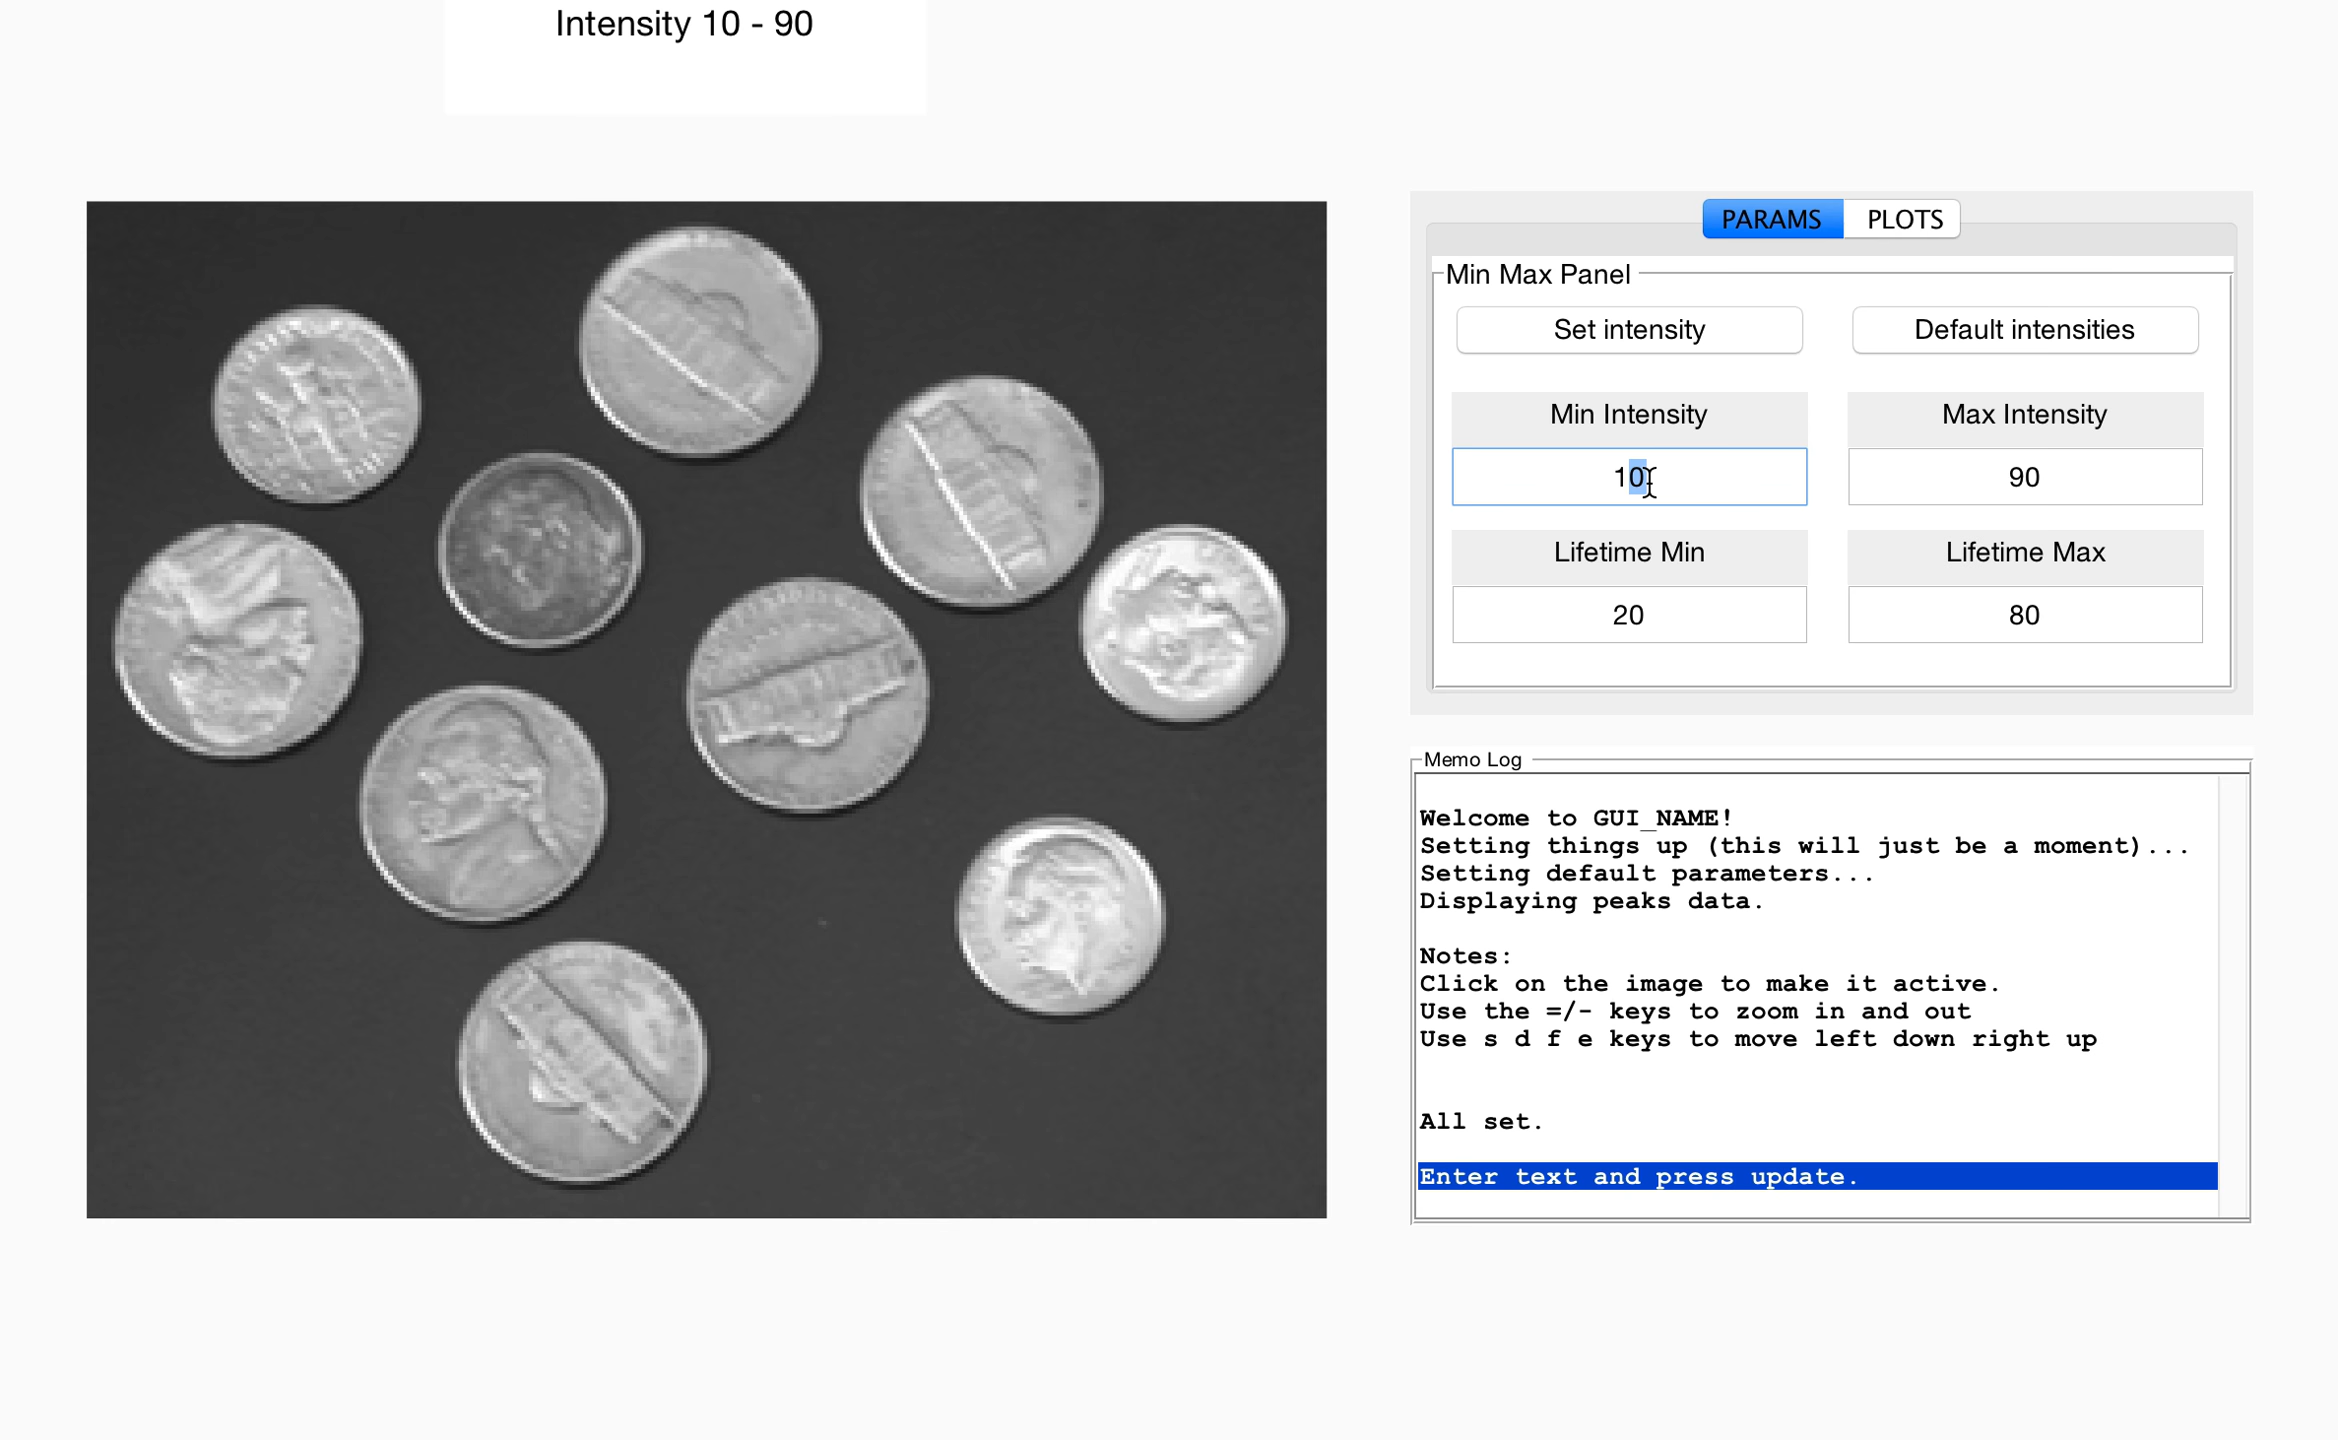 Intensity 10 - 90
PARAMS PLOTS
Min Max Panel
Set intensity Default intensities
Min Intensity Max Intensity
10 90
Lifetime Min Lifetime Max
20 80
Memo Log
Welcome to GUI_NAME!
Setting things up (this will just be a moment)...
Setting default parameters...
Displaying peaks data.
Notes:
Click on the image to make it active.
Use the =/- keys to zoom in and out
Use s d f e keys to move left down right up
All set.
Enter text and press update.